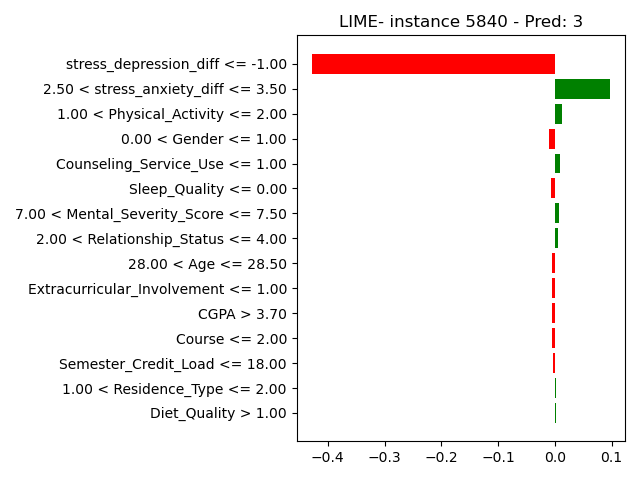 LIME- instance 5840 - Pred: 3
stress_depression_diff <= -1.00
2.50 < stress_anxiety_diff <= 3.50
1.00 < Physical_Activity <= 2.00
0.00 < Gender <= 1.00
Counseling_Service_Use <= 1.00
Sleep_Quality <= 0.00
7.00 < Mental_Severity_Score <= 7.50
2.00 < Relationship_Status <= 4.00
28.00 < Age <= 28.50
Extracurricular_Involvement <= 1.00
CGPA > 3.70
Course <= 2.00
Semester_Credit_Load <= 18.00
1.00 < Residence_Type <= 2.00
Diet_Quality > 1.00
−0.4 −0.3 −0.2 −0.1 0.0 0.1